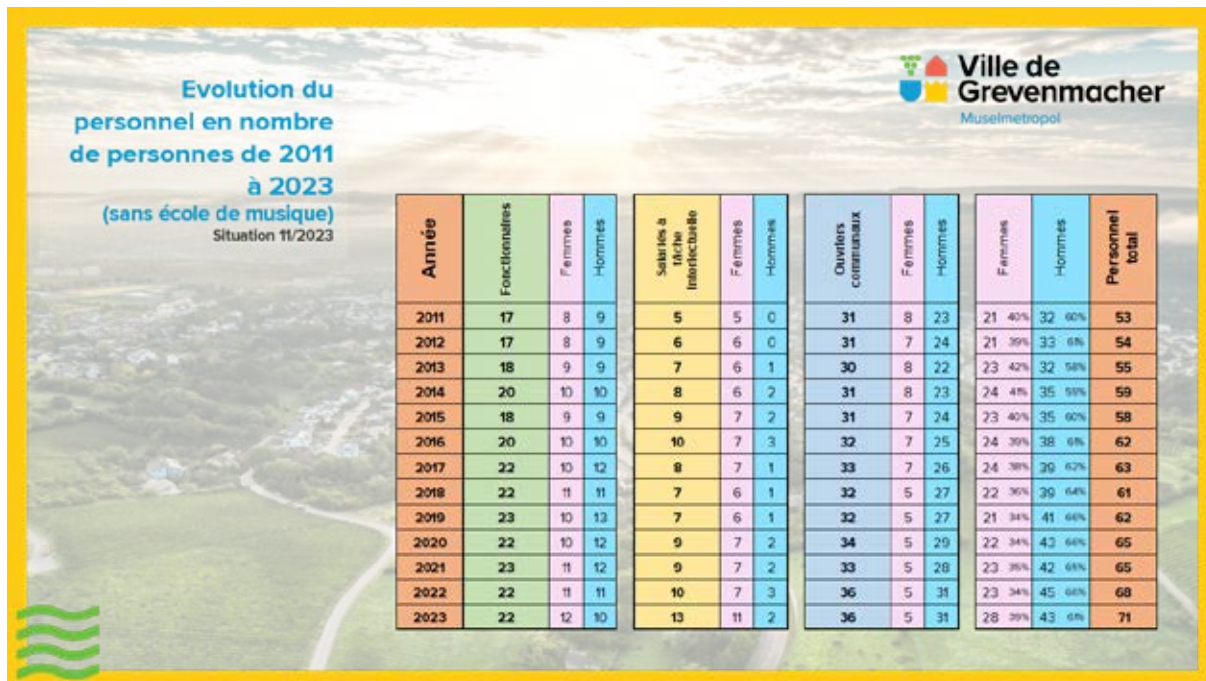 Ville de
Grevenmacher
Muselmetropol
Evolution du
personnel en nombre
de personnes de 2011
à 2023
(sans école de musique)
Situation 11/2023
Année Fonctionnaires Femmes Hommes Salariés à tâche intellectuelle Femmes Hommes Ouvriers communaux Femmes Hommes Femmes Hommes Personnel total
2011 17 8 9 5 5 0 31 8 23 21 40% 32 60% 53
2012 17 8 9 6 6 0 31 7 24 21 39% 33 61% 54
2013 18 9 9 7 6 1 30 8 22 23 42% 32 58% 55
2014 20 10 10 8 6 2 31 8 23 24 41% 35 59% 59
2015 18 9 9 9 7 2 31 7 24 23 40% 35 60% 58
2016 20 10 10 10 7 3 32 7 25 24 39% 38 61% 62
2017 22 10 12 8 7 1 33 7 26 24 38% 39 62% 63
2018 22 11 11 7 6 1 32 5 27 22 36% 39 64% 61
2019 23 10 13 7 6 1 32 5 27 21 34% 41 66% 62
2020 22 10 12 9 7 2 34 5 29 22 34% 43 66% 65
2021 23 11 12 9 7 2 33 5 28 23 35% 42 65% 65
2022 22 11 11 10 7 3 36 5 31 23 34% 45 66% 68
2023 22 12 10 13 11 2 36 5 31 28 39% 43 61% 71